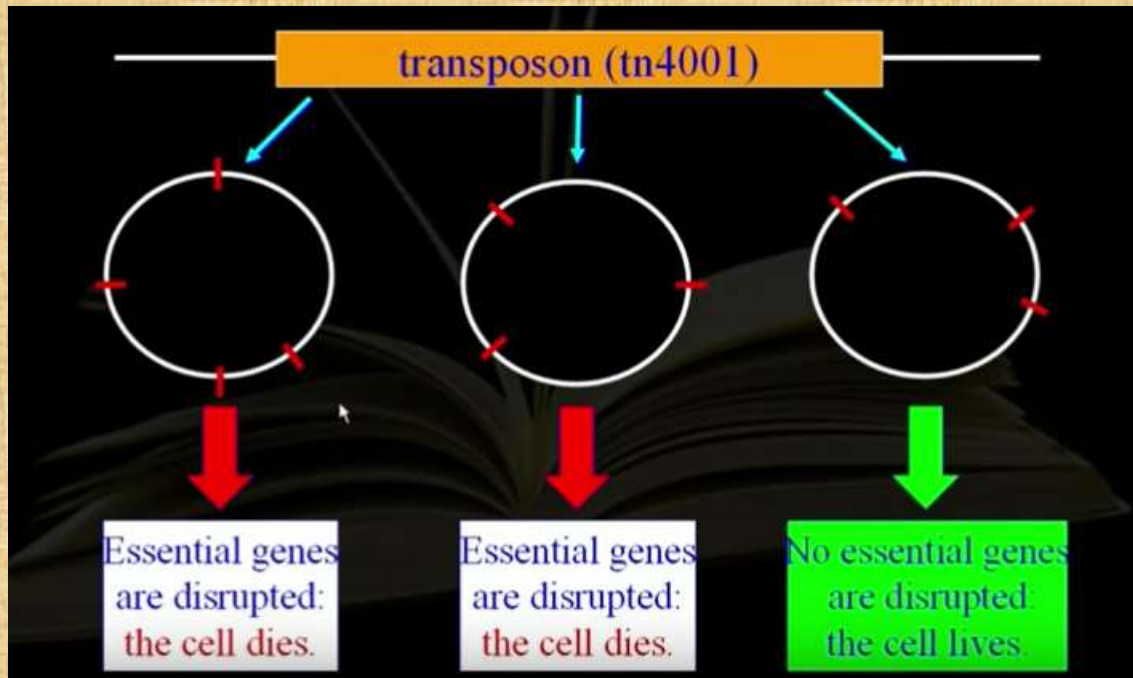 transposon (tn4001)
Essential genes
are disrupted:
the cell dies.
Essential genes
are disrupted:
the cell dies.
No essential genes
are disrupted:
the cell lives.